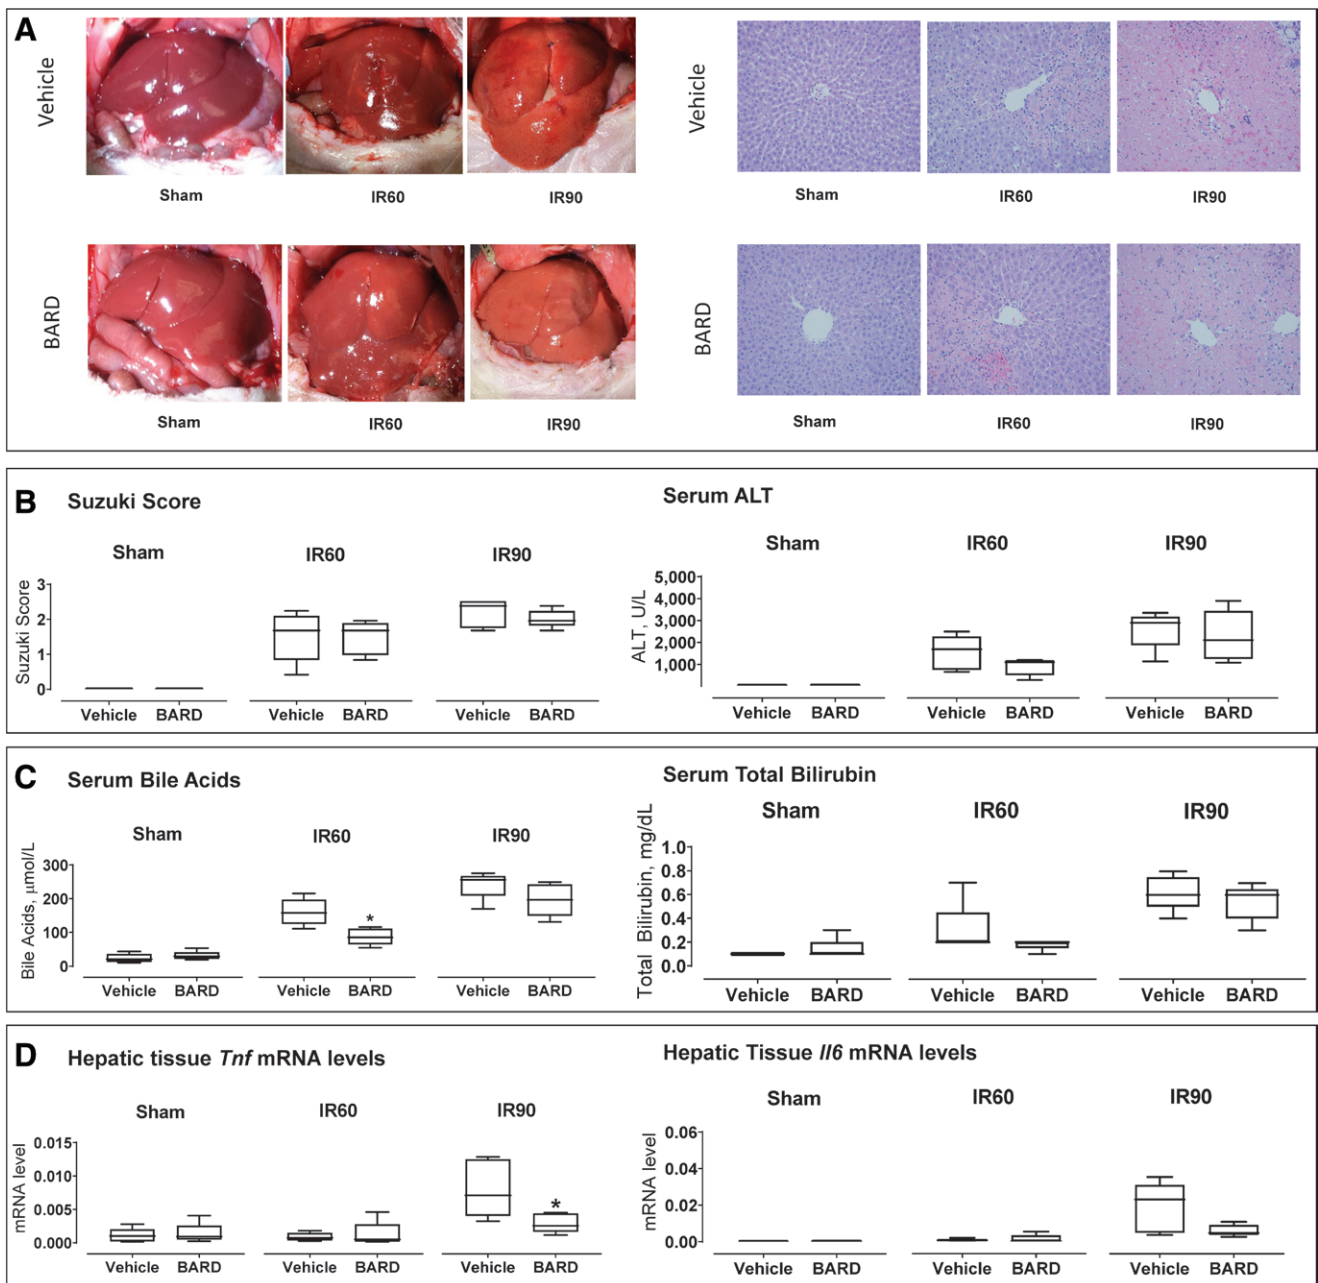 A
Vehicle
Sham
IR60
IR90
Vehicle
Sham
IR60
IR90
BARD
Sham
IR60
IR90
BARD
Sham
IR60
IR90
B
Suzuki Score
Sham
IR60
IR90
Suzuki Score
3
2
1
0
Vehicle
BARD
Vehicle
BARD
Vehicle
BARD
Serum ALT
Sham
IR60
IR90
ALT, U/L
5,000
4,000
3,000
2,000
1,000
Vehicle
BARD
Vehicle
BARD
Vehicle
BARD
C
Serum Bile Acids
Sham
IR60
IR90
Bile Acids, μmol/L
300
200
100
0
*
Vehicle
BARD
Vehicle
BARD
Vehicle
BARD
Serum Total Bilirubin
Sham
IR60
IR90
Total Bilirubin, mg/dL
1.0
0.8
0.6
0.4
0.2
0.0
Vehicle
BARD
Vehicle
BARD
Vehicle
BARD
D
Hepatic tissue Tnf mRNA levels
Sham
IR60
IR90
mRNA level
0.015
0.010
0.005
0.000
*
Vehicle
BARD
Vehicle
BARD
Vehicle
BARD
Hepatic Tissue Il6 mRNA levels
Sham
IR60
IR90
mRNA level
0.06
0.04
0.02
0.00
Vehicle
BARD
Vehicle
BARD
Vehicle
BARD